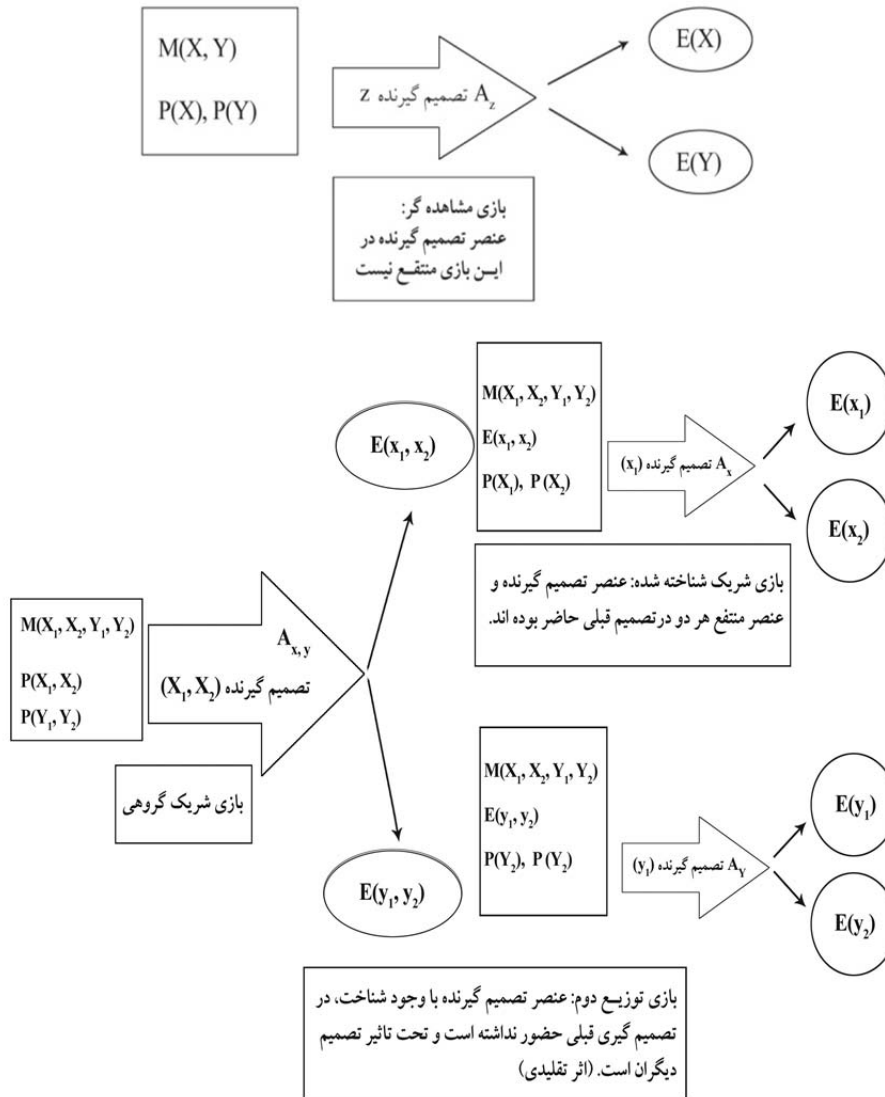 M(X, Y)
P(X), P(Y)
A_z تصمیم گیرنده z
E(X)
E(Y)
بازی مشاهده گر:
عنصر تصمیم گیرنده در
ایـن بازی منتفـع نیست
M(X₁, X₂, Y₁, Y₂)
P(X₁, X₂)
P(Y₁, Y₂)
A_x, y
تصمیم گیرنده (X₁, X₂)
بازی شریک گروهی
E(x₁, x₂)
M(X₁, X₂, Y₁, Y₂)
E(x₁, x₂)
P(X₁), P(X₂)
A_x تصمیم گیرنده (x₁)
E(x₁)
E(x₂)
بازی شریک شناخته شده: عنصر تصمیم گیرنده و
عنصر منتفع هر دو درتصمیم قبلی حاضر بوده اند.
E(y₁, y₂)
M(X₁, X₂, Y₁, Y₂)
E(y₁, y₂)
P(Y₂), P(Y₂)
A_Y تصمیم گیرنده (y₁)
E(y₁)
E(y₂)
بازی توزیـع دوم: عنصر تصمیم گیرنده با وجود شناخت، در
تصمیم گیری قبلی حضور نداشته است و تحت تاثیر تصمیم
دیگران است. (اثر تقلیدی)